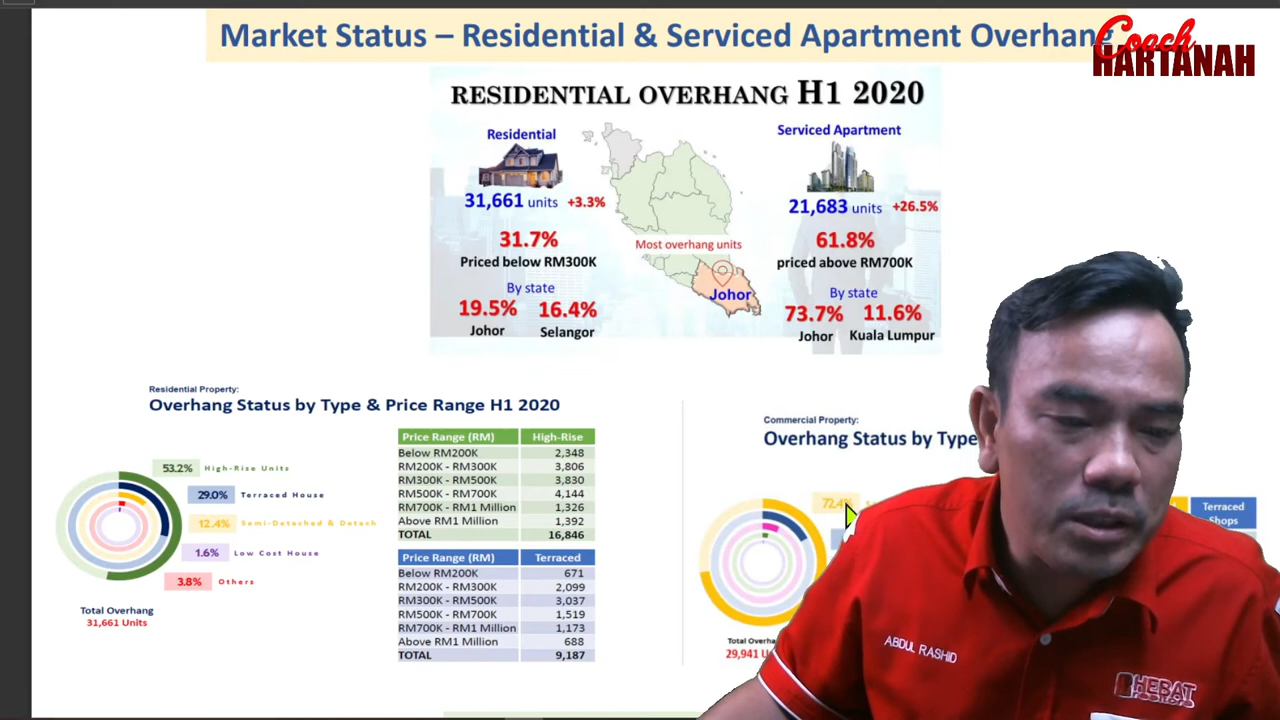 Market Status – Residential & Serviced Apartment Overhang
Coach
HARTANAH
RESIDENTIAL OVERHANG H1 2020
Residential
31,661 units +3.3%
31.7%
Priced below RM300K
By state
19.5% 16.4%
Johor Selangor
Most overhang units
Johor
Serviced Apartment
21,683 units +26.5%
61.8%
priced above RM700K
By state
73.7% 11.6%
Johor Kuala Lumpur
Residential Property:
Overhang Status by Type & Price Range H1 2020
53.2% High-Rise Units
29.0% Terraced House
12.4% Semi-Detached & Detach
1.6% Low Cost House
3.8% Others
Total Overhang
31,661 Units
Price Range (RM) High-Rise
Below RM200K 2,348
RM200K - RM300K 3,806
RM300K - RM500K 3,830
RM500K - RM700K 4,144
RM700K - RM1 Million 1,326
Above RM1 Million 1,392
TOTAL 16,846
Price Range (RM) Terraced
Below RM200K 671
RM200K - RM300K 2,099
RM300K - RM500K 3,037
RM500K - RM700K 1,519
RM700K - RM1 Million 1,173
Above RM1 Million 688
TOTAL 9,187
Commercial Property:
Overhang Status by Type
72.4%
Terraced
Shops
Total
29,941
ABDUL RASHID
HEBAT